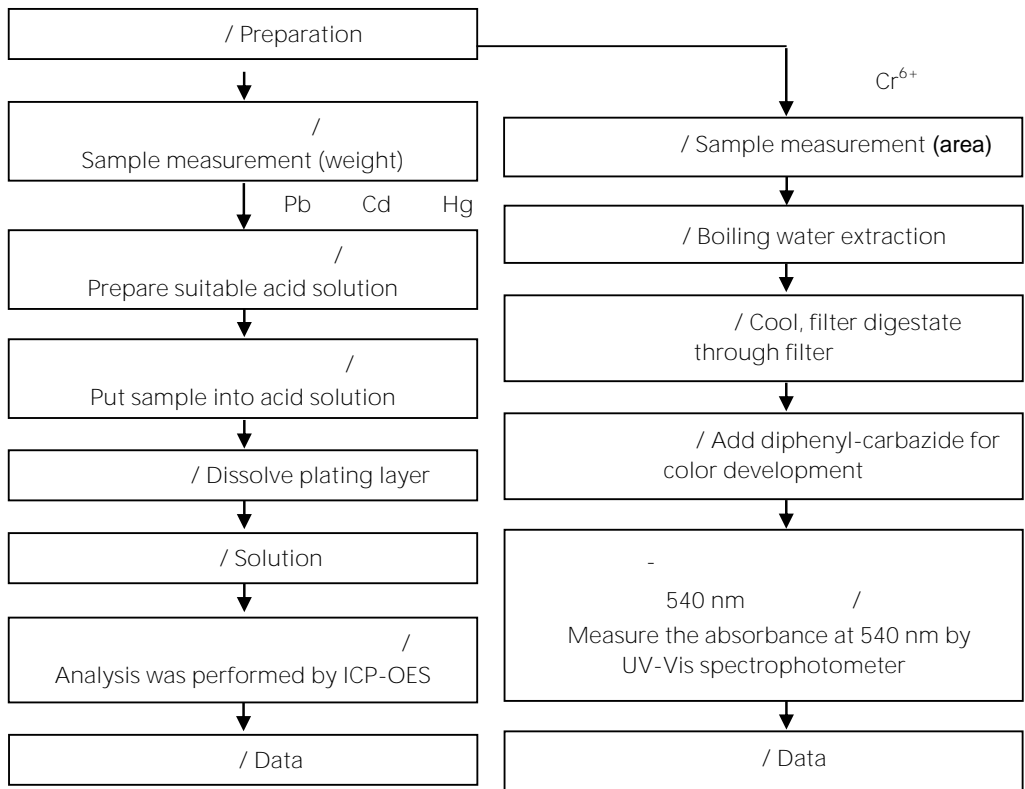 / Preparation
/
Sample measurement (weight)
Pb Cd Hg
/
Prepare suitable acid solution
/
Put sample into acid solution
/ Dissolve plating layer
/ Solution
/
Analysis was performed by ICP-OES
/ Data
Cr⁶⁺
/ Sample measurement (area)
/ Boiling water extraction
/ Cool, filter digestate
through filter
/ Add diphenyl-carbazide for
color development
-
540 nm /
Measure the absorbance at 540 nm by
UV-Vis spectrophotometer
/ Data